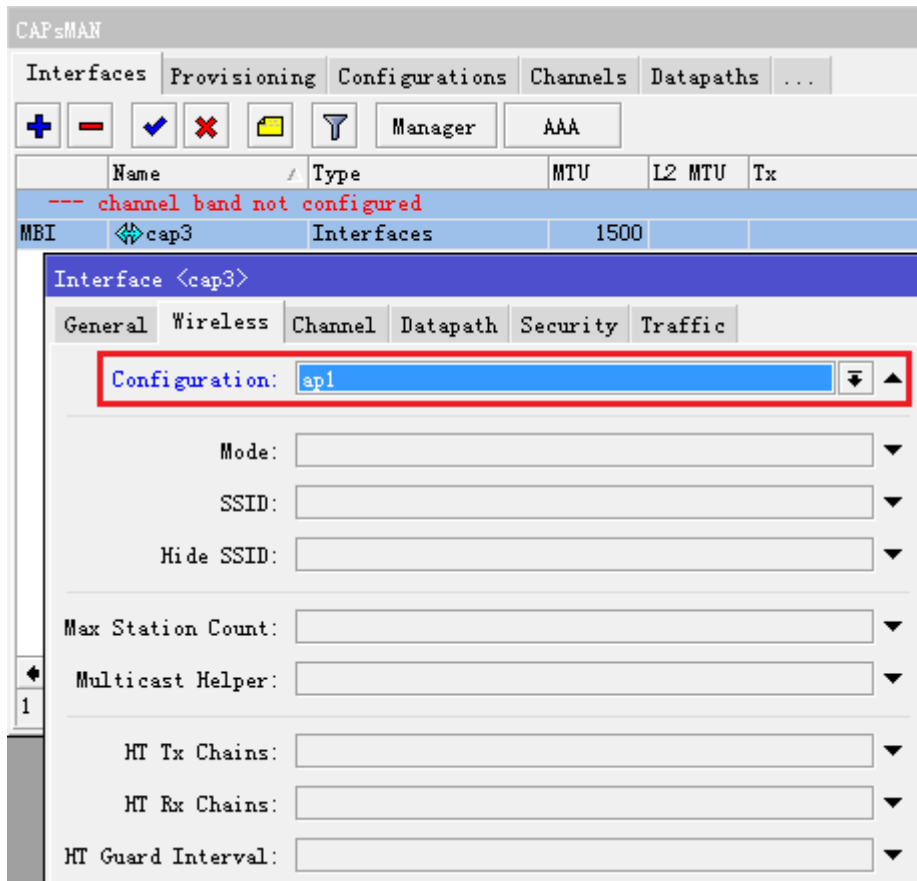 CAPsMAN
Interfaces Provisioning Configurations Channels Datapaths ...
Manager AAA
Name Type MTU L2 MTU Tx
--- channel band not configured
MBI cap3 Interfaces 1500
Interface <cap3>
General Wireless Channel Datapath Security Traffic
Configuration: ap1
Mode:
SSID:
Hide SSID:
Max Station Count:
Multicast Helper:
1
HT Tx Chains:
HT Rx Chains:
HT Guard Interval: